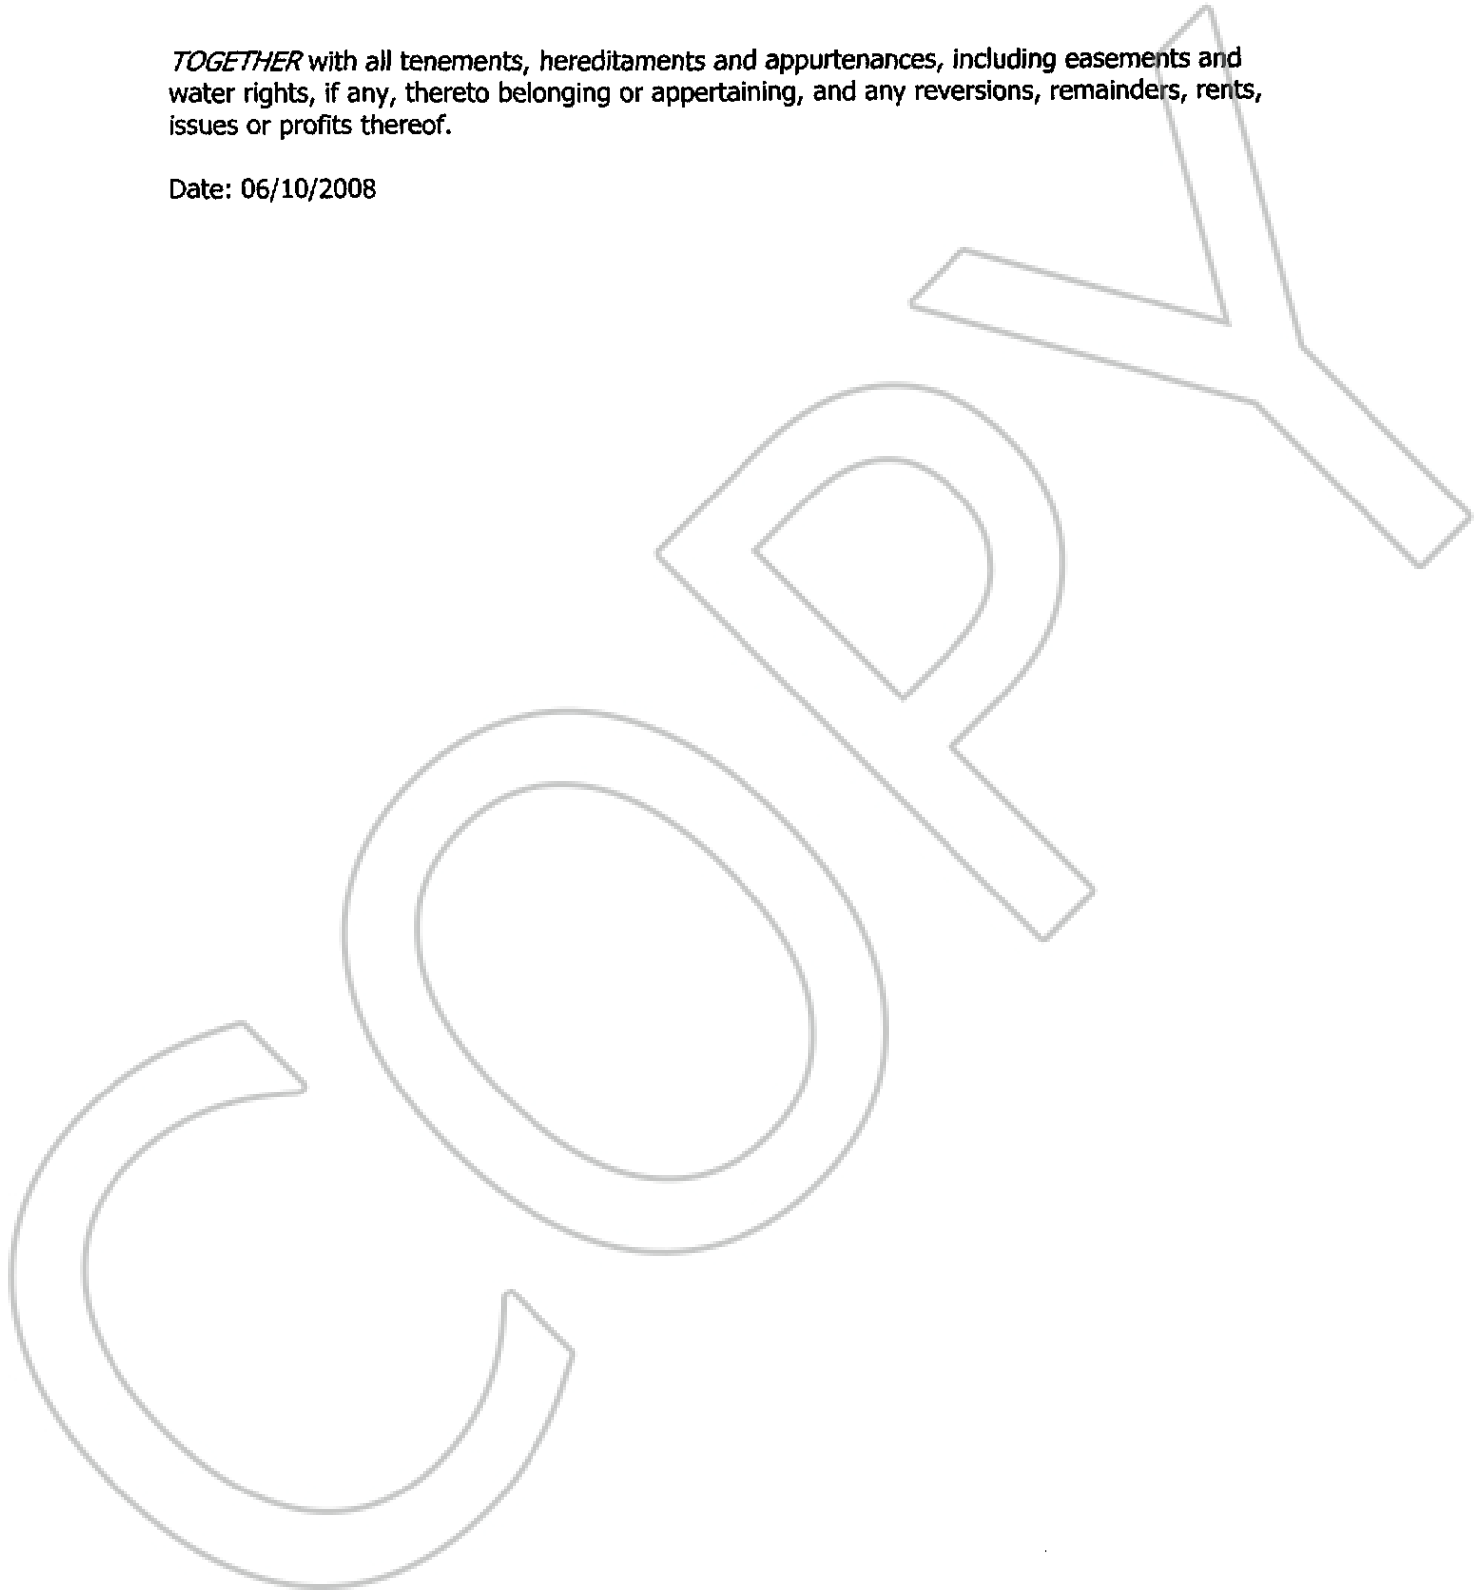 TOGETHER with all tenements, hereditaments and appurtenances, including easements and
water rights, if any, thereto belonging or appertaining, and any reversions, remainders, rents,
issues or profits thereof.
Date: 06/10/2008
COPY